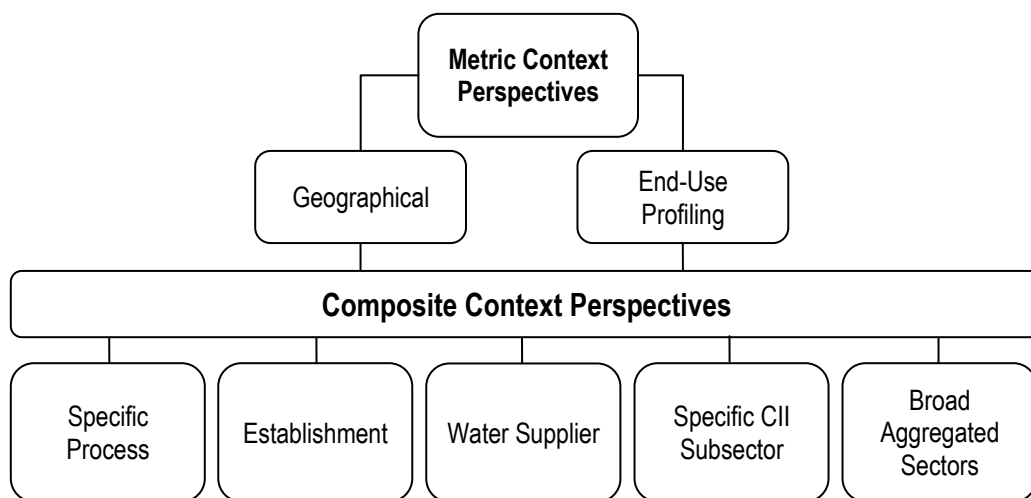 Metric Context
Perspectives
Geographical
End-Use
Profiling
Composite Context Perspectives
Specific
Process
Establishment
Water Supplier
Specific CII
Subsector
Broad
Aggregated
Sectors